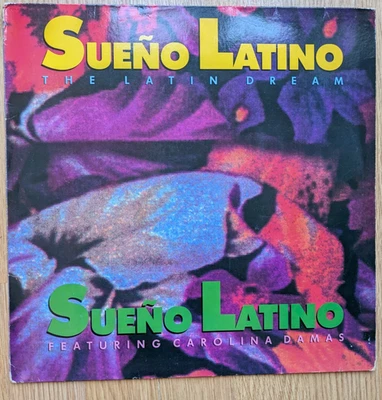 SUEÑO LATINO
THE LATIN DREAM
SUEÑO LATINO
FEATURING CAROLINA DAMAS